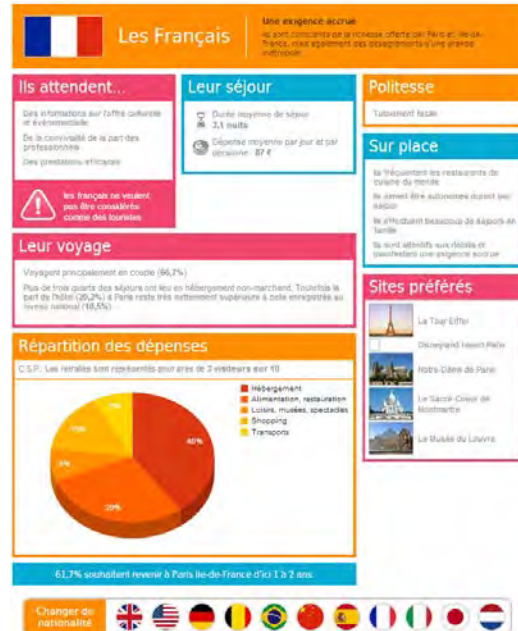 Les Français
Une exigence accrue
Ils sont conscients de la richesse offerte par Paris et Ile-de-
France, mais également des désagréments d'une grande
métropole
Ils attendent...
Des informations sur l'offre culturelle
et événementielle
De la convivialité de la part des
professionnels
Des prestations efficaces
les français ne veulent
pas être considérés
comme des touristes
Leur séjour
Durée moyenne de séjour
nuits
Dépense moyenne par jour et par
personne : 87 €
Politesse
Tutoiement facile
Sur place
Ils fréquentent les restaurants de
cuisine du monde
Ils aiment être autonomes durant leur
séjour
Ils effectuent beaucoup de séjours en
famille
Ils sont attentifs aux détails et
manifestent une exigence accrue
Leur voyage
Voyagent principalement en couple (66,7%)
Plus de trois quarts des séjours ont lieu en hébergement non-marchand. Toutefois la
part de l'hôtel (20,2%) à Paris reste très nettement supérieure à celle enregistrée au
niveau national (10,5%)
Sites préférés
La Tour Eiffel
Disneyland resort Paris
Notre-Dame de Paris
Le Sacré-Coeur de
Montmartre
Le Musée du Louvre
Répartition des dépenses
C.S.P. Les retraités sont représentés pour près de 3 visiteurs sur 10
Hébergement
Alimentation, restauration
Loisirs, musées, spectacles
Shopping
Transports
40%
61,7% souhaitent revenir à Paris Ile-de-France d'ici 1 à 2 ans
Changer de
nationalité